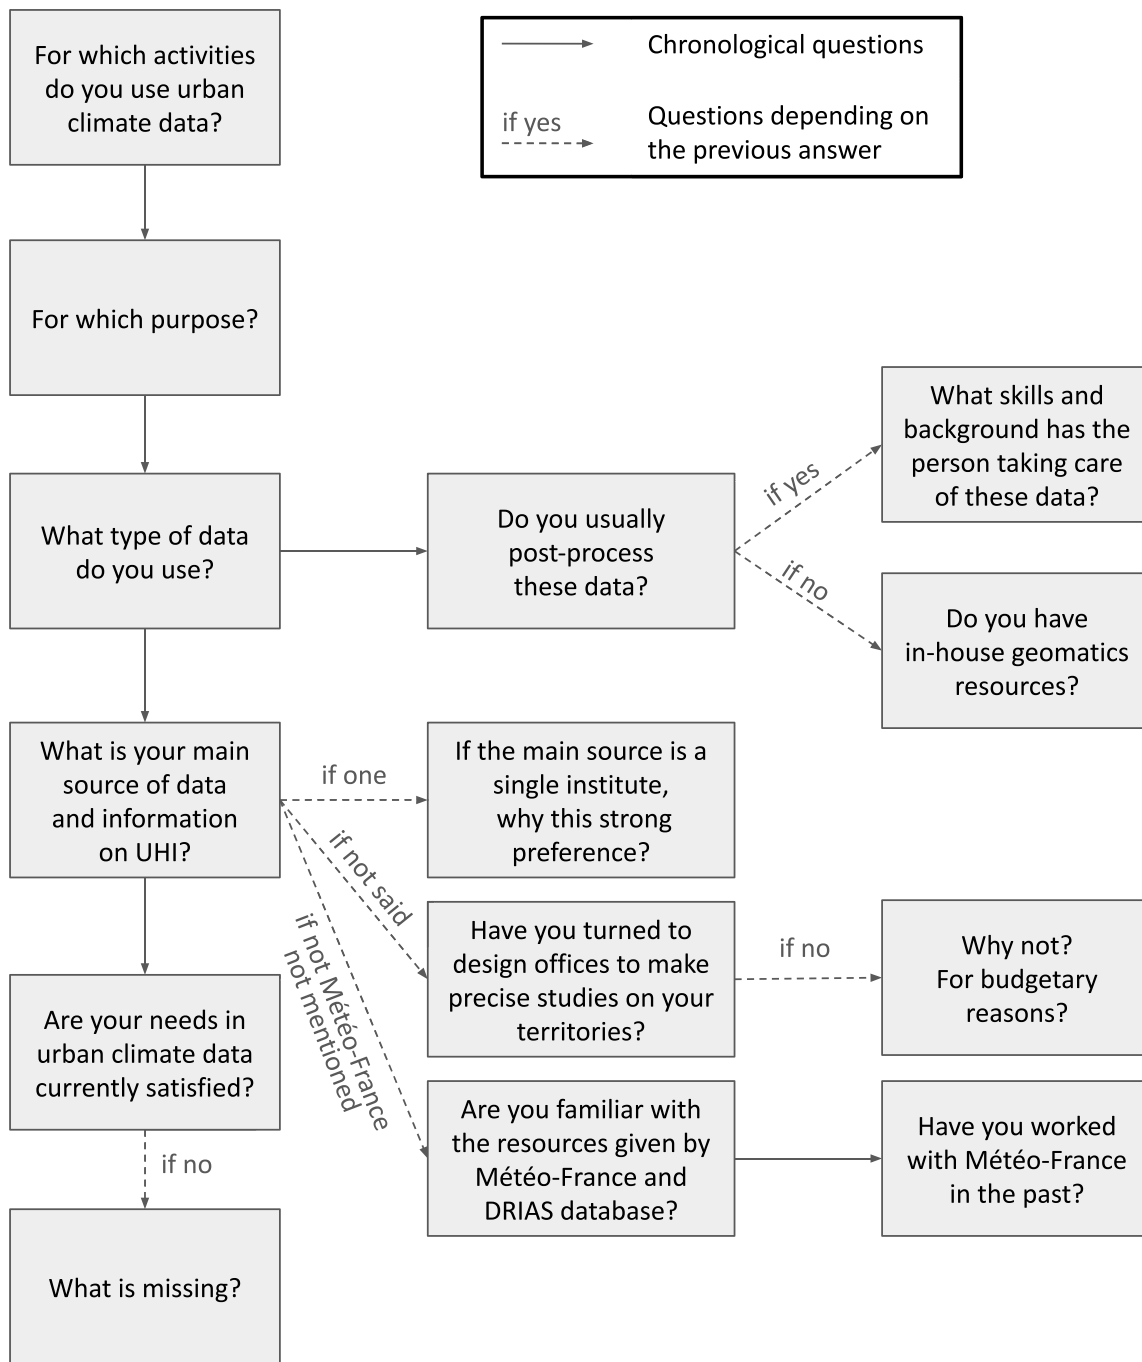 For which activities
do you use urban
climate data?
Chronological questions
if yes
Questions depending on
the previous answer
For which purpose?
What type of data
do you use?
Do you usually
post-process
these data?
if yes
What skills and
background has the
person taking care
of these data?
if no
Do you have
in-house geomatics
resources?
What is your main
source of data
and information
on UHI?
if one
If the main source is a
single institute,
why this strong
preference?
if not said
Have you turned to
design offices to make
precise studies on your
territories?
if no
Why not?
For budgetary
reasons?
if not Météo-France
not mentioned
Are you familiar with
the resources given by
Météo-France and
DRIAS database?
Have you worked
with Météo-France
in the past?
Are your needs in
urban climate data
currently satisfied?
if no
What is missing?